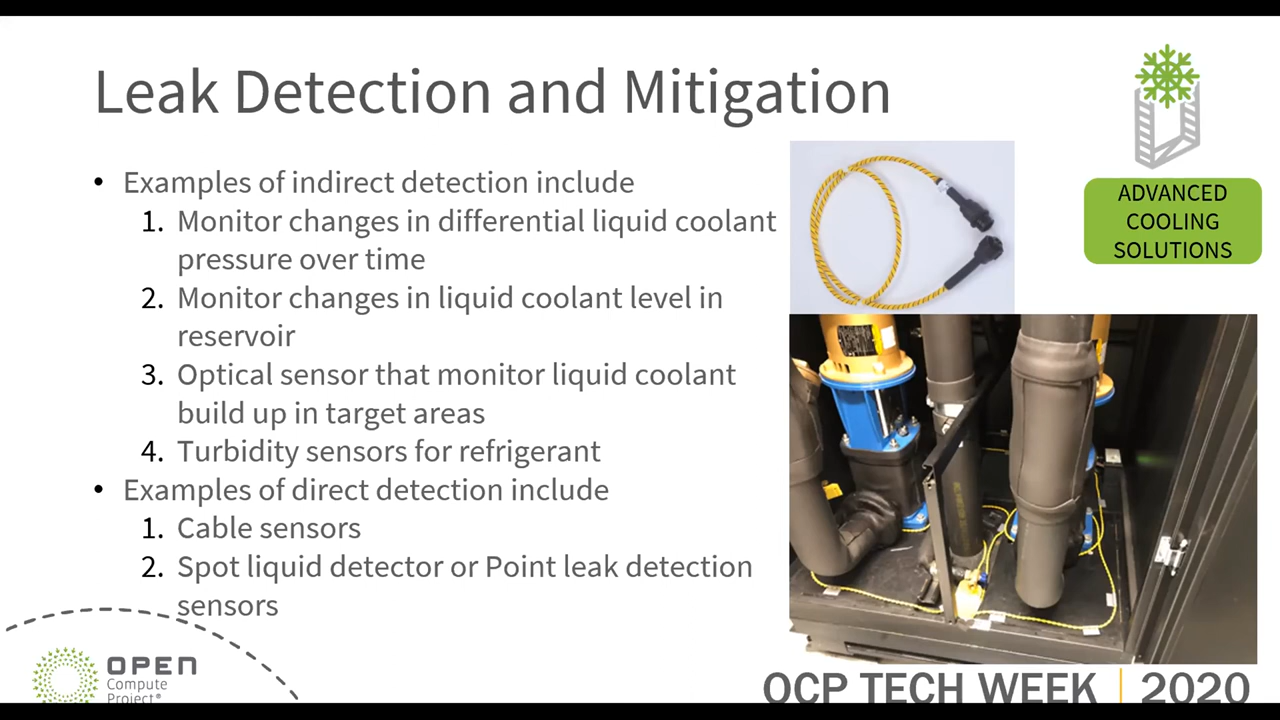 Leak Detection and Mitigation
• Examples of indirect detection include
1. Monitor changes in differential liquid coolant
pressure over time
2. Monitor changes in liquid coolant level in
reservoir
3. Optical sensor that monitor liquid coolant
build up in target areas
4. Turbidity sensors for refrigerant
• Examples of direct detection include
1. Cable sensors
2. Spot liquid detector or Point leak detection
sensors
ADVANCED
COOLING
SOLUTIONS
OPEN
Compute
Project®
OCP TECH WEEK | 2020